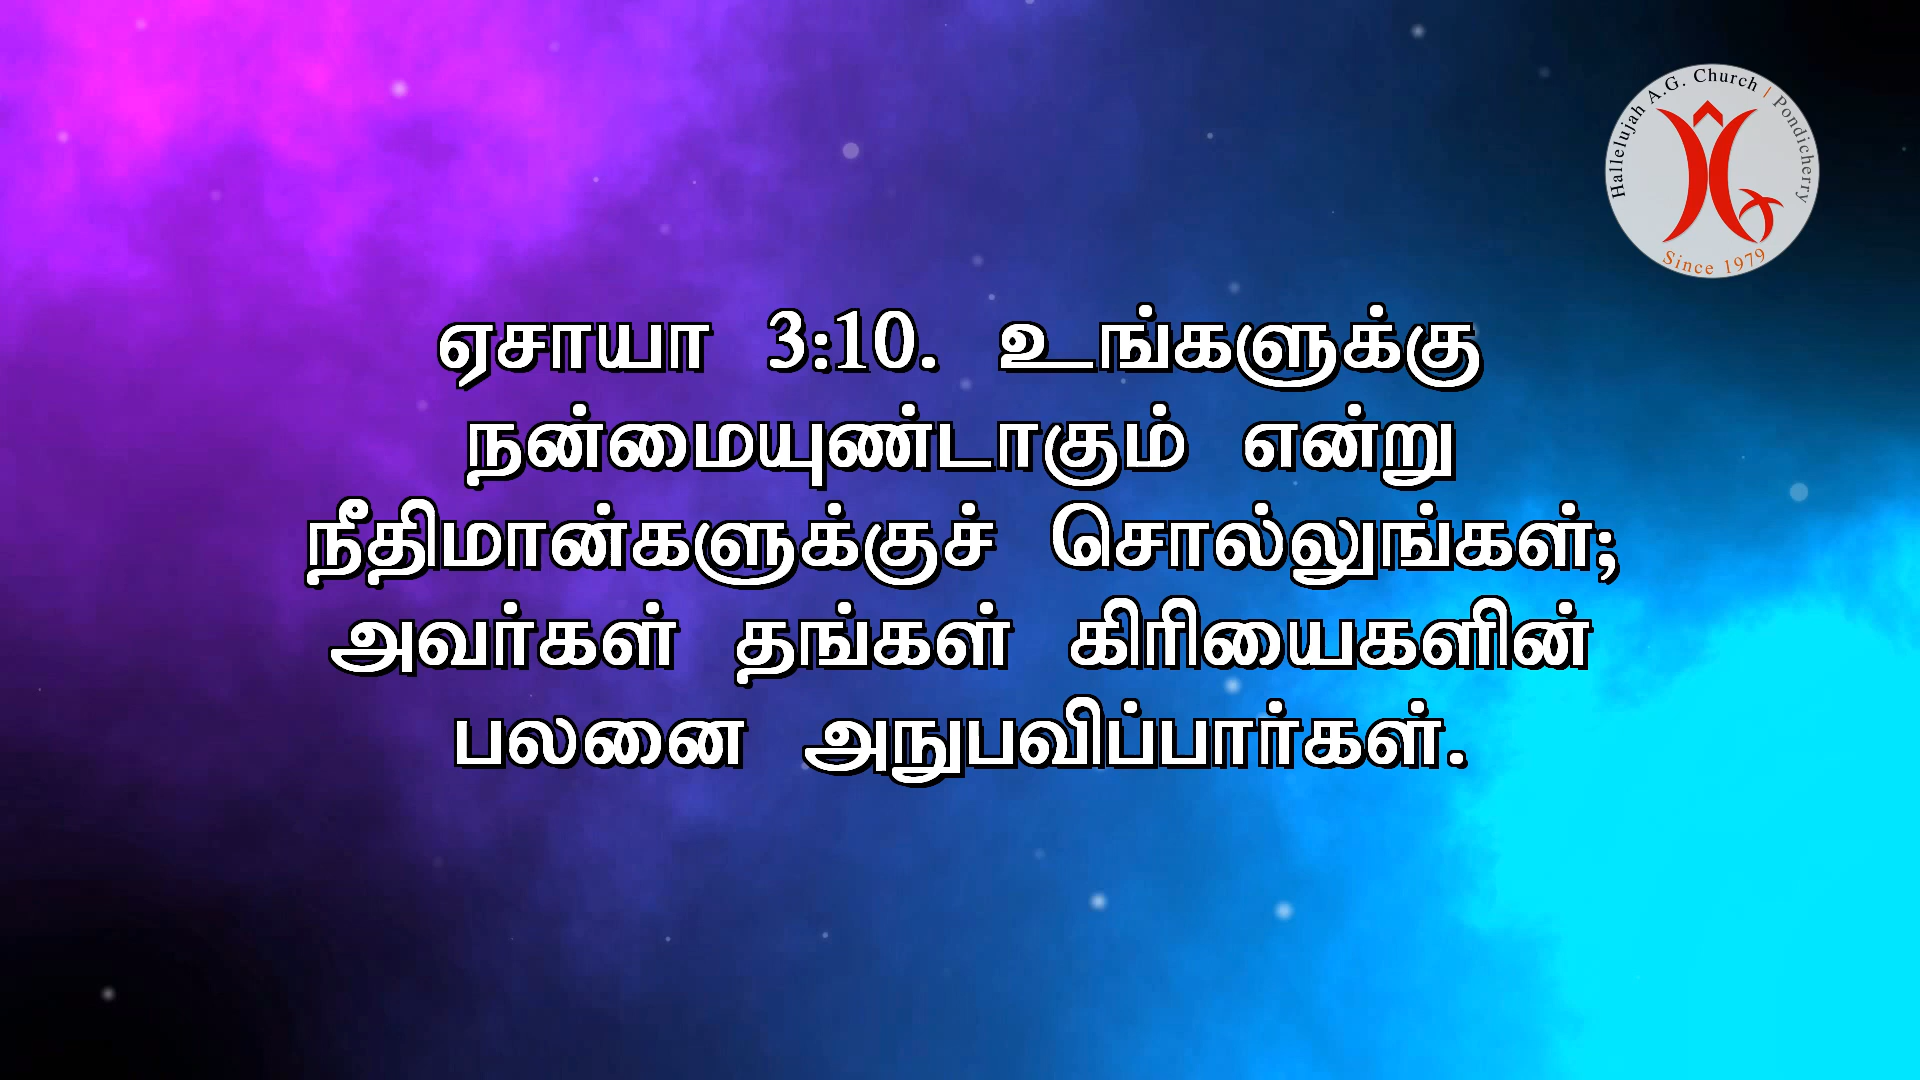 Hallelujah A.G. Church | Pondicherry
Since 1979
ஏசாயா 3:10. உங்களுக்கு
நன்மையுண்டாகும் என்று
நீதிமான்களுக்குச் சொல்லுங்கள்;
அவர்கள் தங்கள் கிரியைகளின்
பலனை அநுபவிப்பார்கள்.